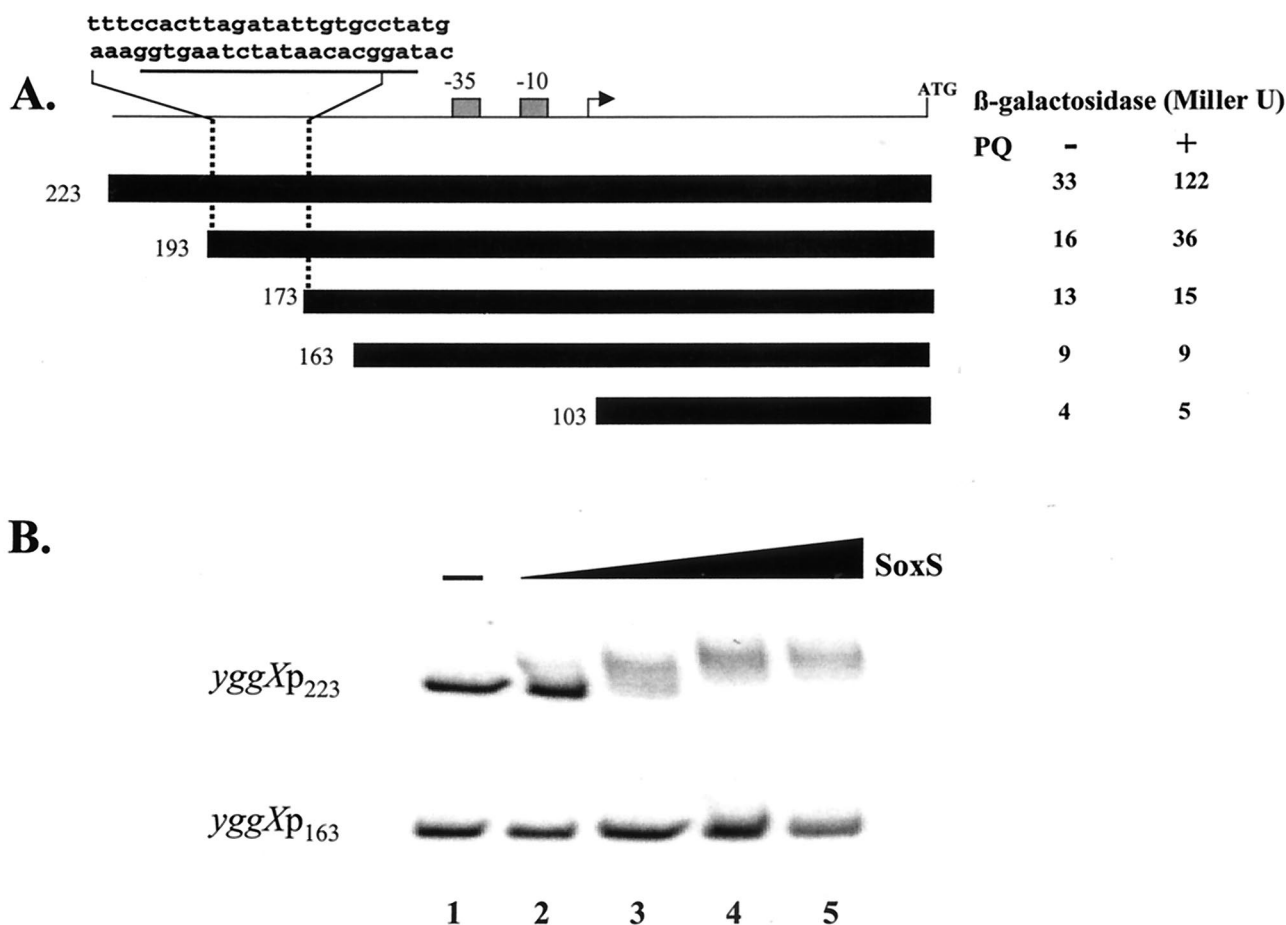 tttccacttagatattgtgcctatg
aaaggtgaatctataacacggatac
A.
-35 -10 ATG
ß-galactosidase (Miller U)
PQ - +
223 33 122
193 16 36
173 13 15
163 9 9
103 4 5
B.
SoxS
yggXp223
yggXp163
1 2 3 4 5